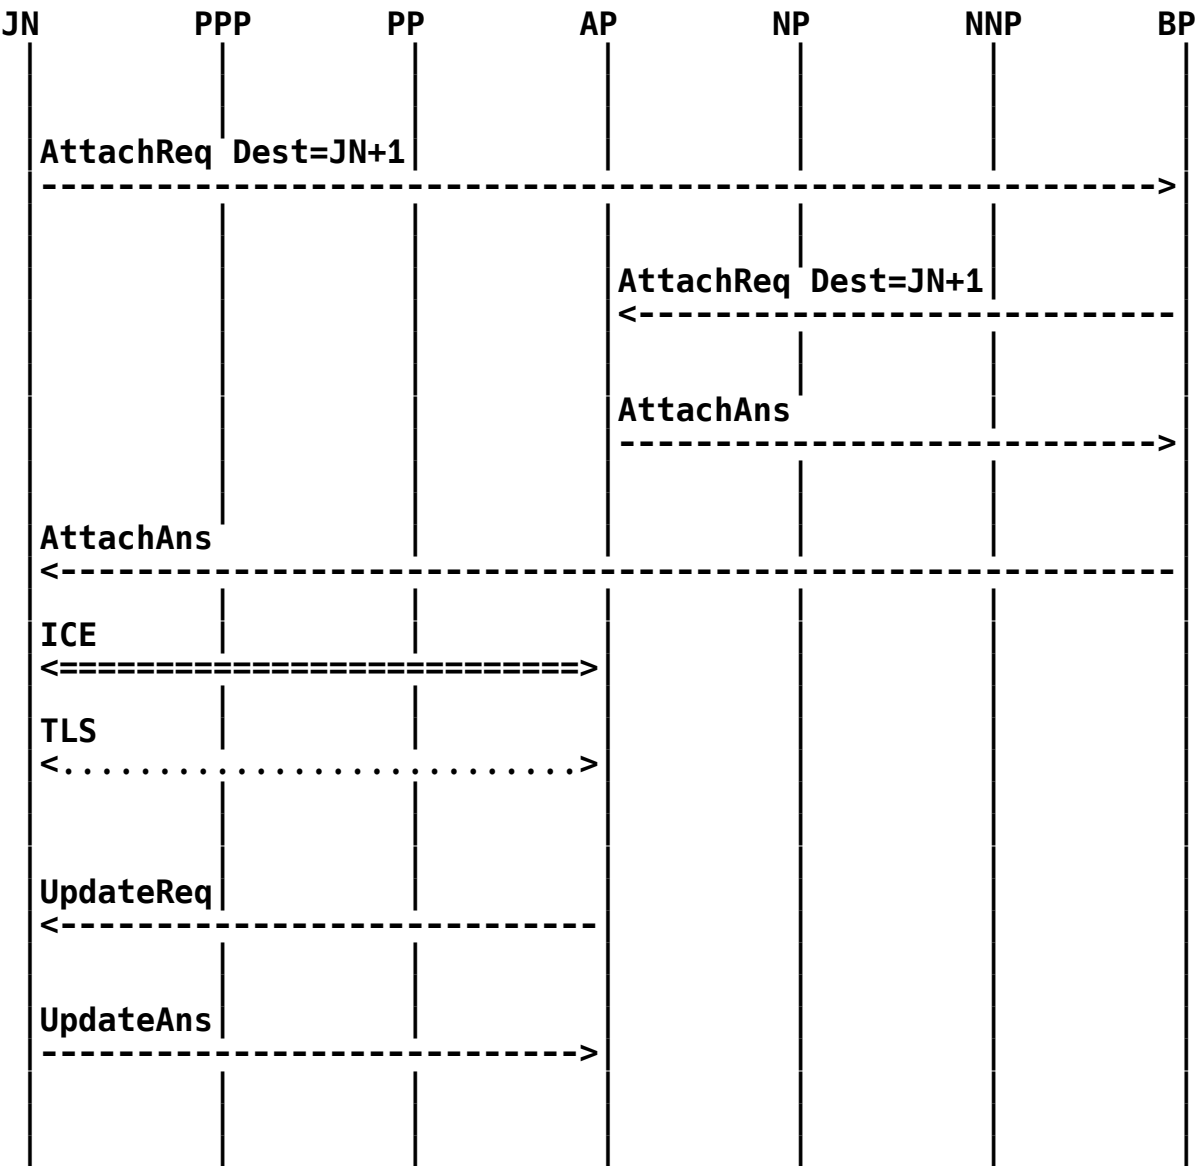 JN PPP PP AP NP NNP BP
AttachReq Dest=JN+1
AttachReq Dest=JN+1
AttachAns
AttachAns
ICE
TLS
UpdateReq
UpdateAns